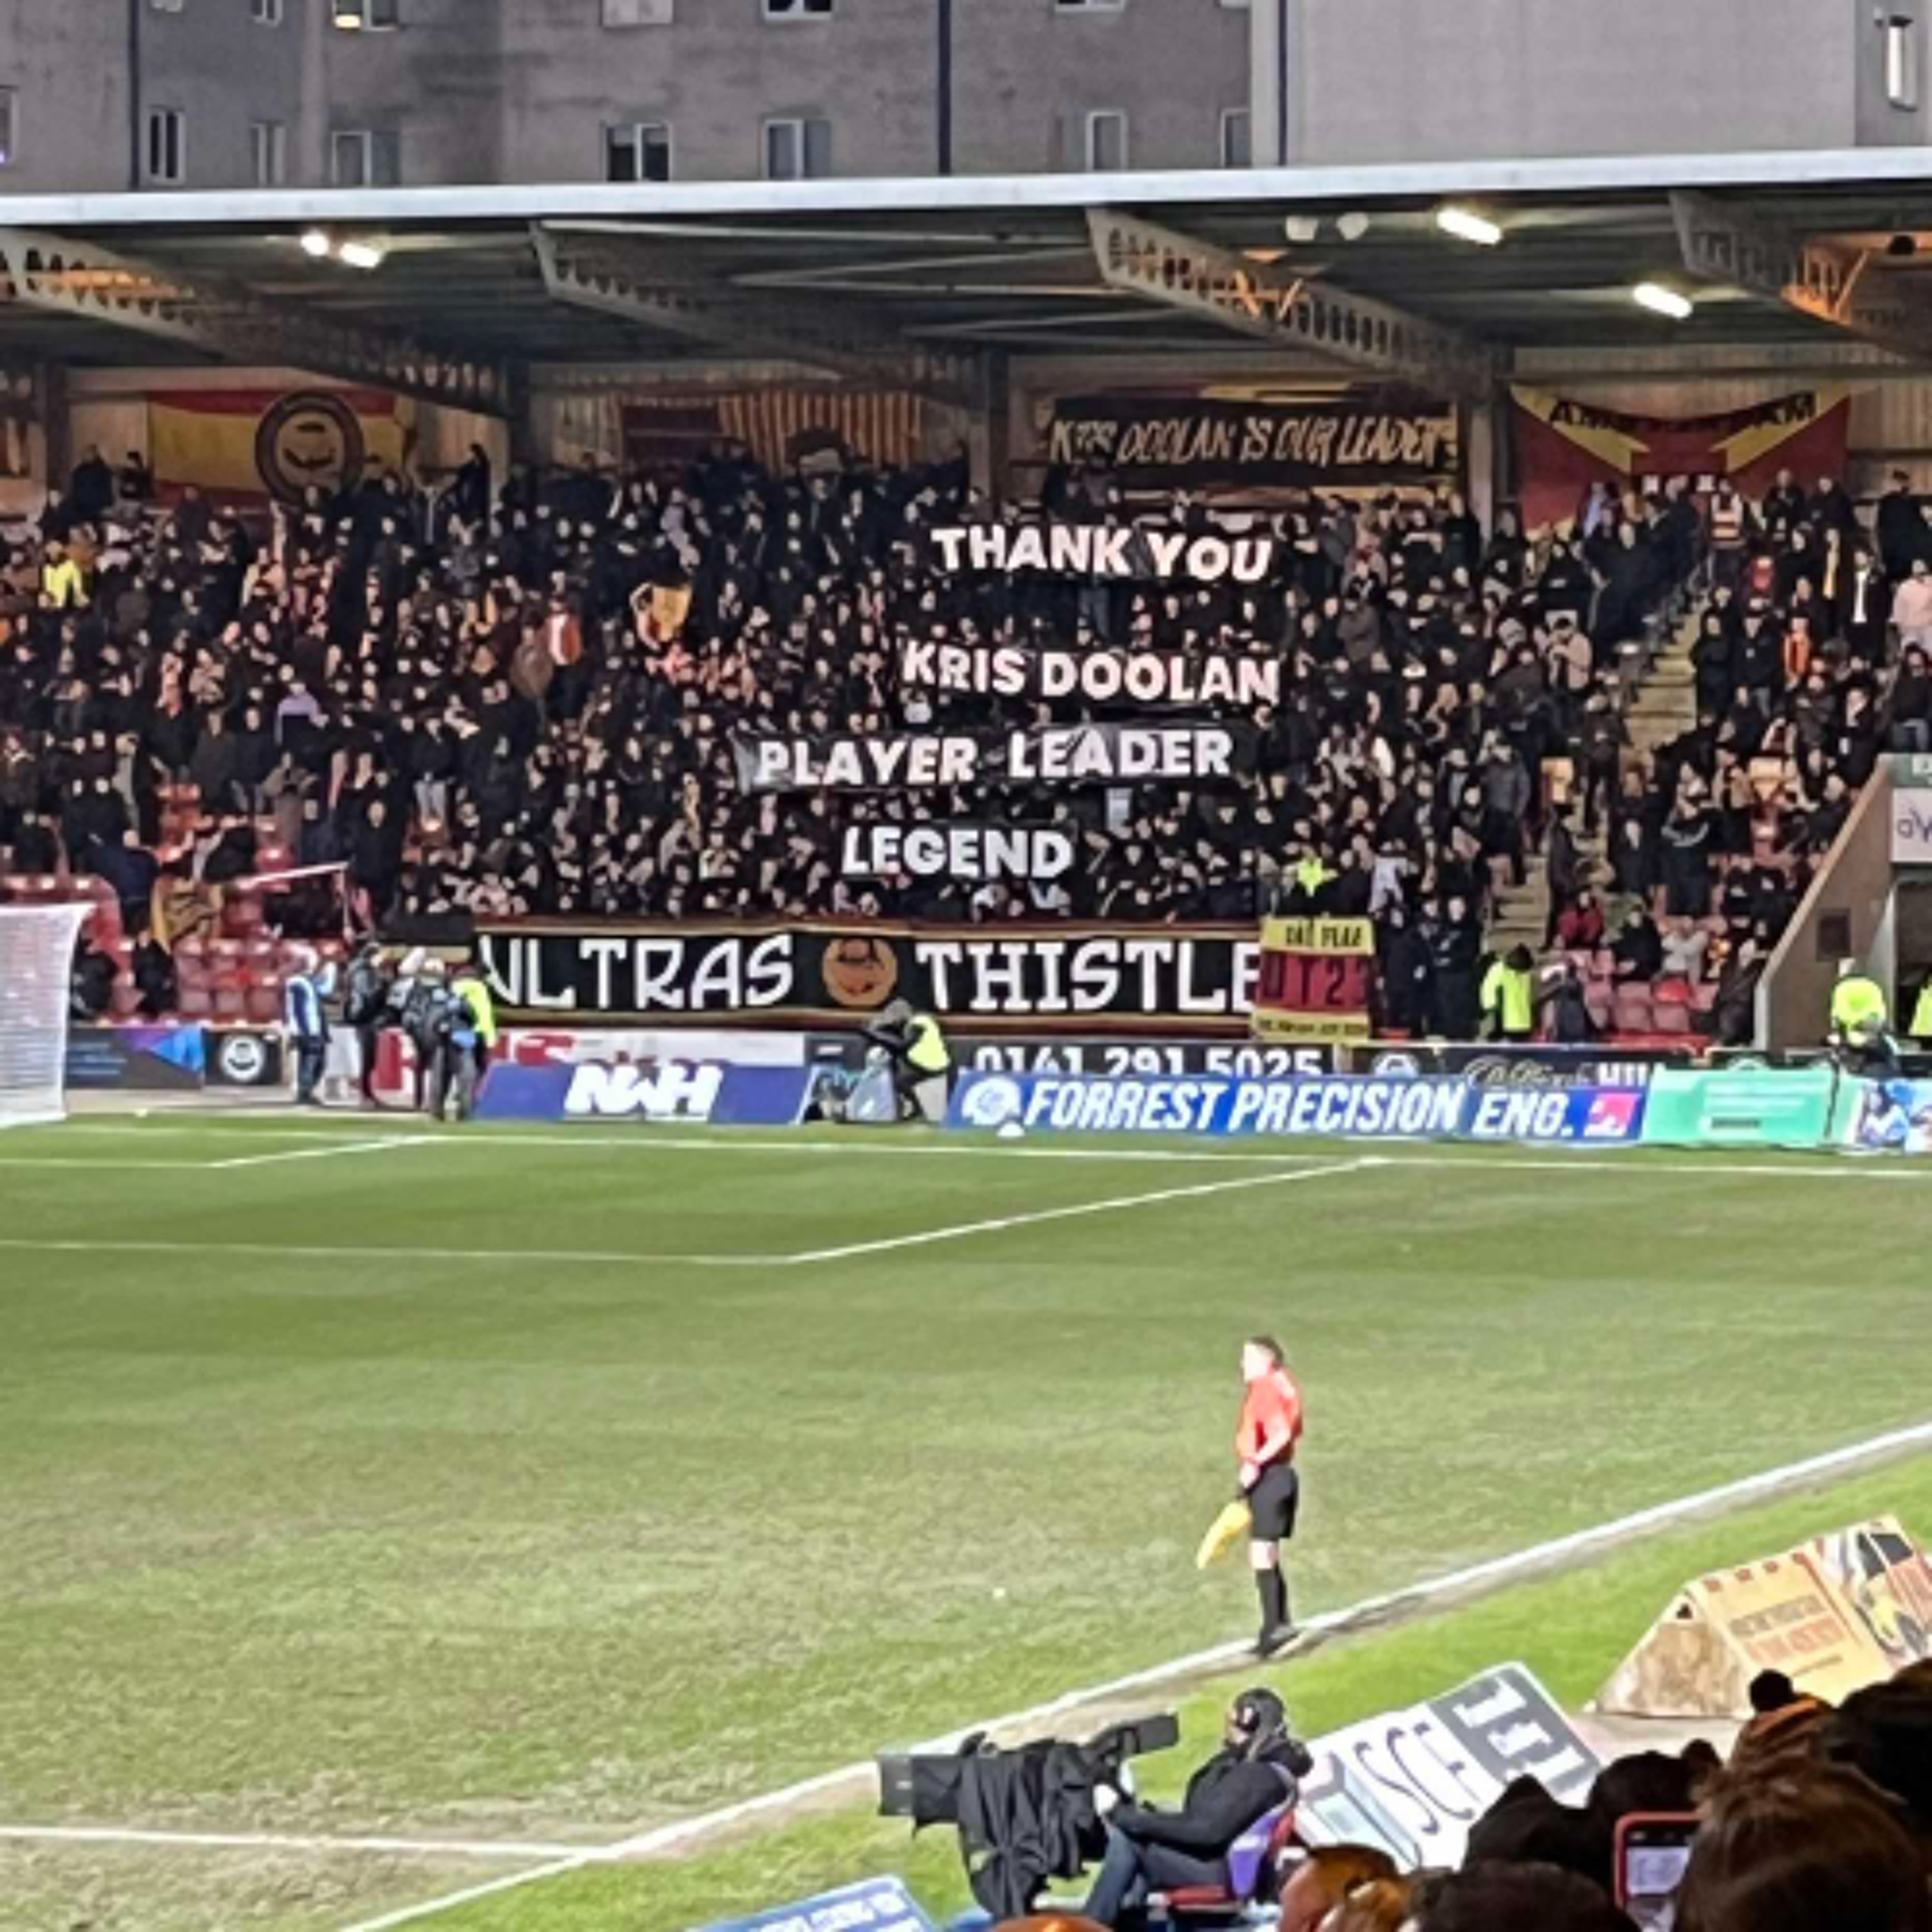 KRIS DOOLAN IS OUR LEADER
THANK YOU
KRIS DOOLAN
PLAYER LEADER
LEGEND
ULTRAS THISTLE
0141 291 5025
NWH
FORREST PRECISION ENG.